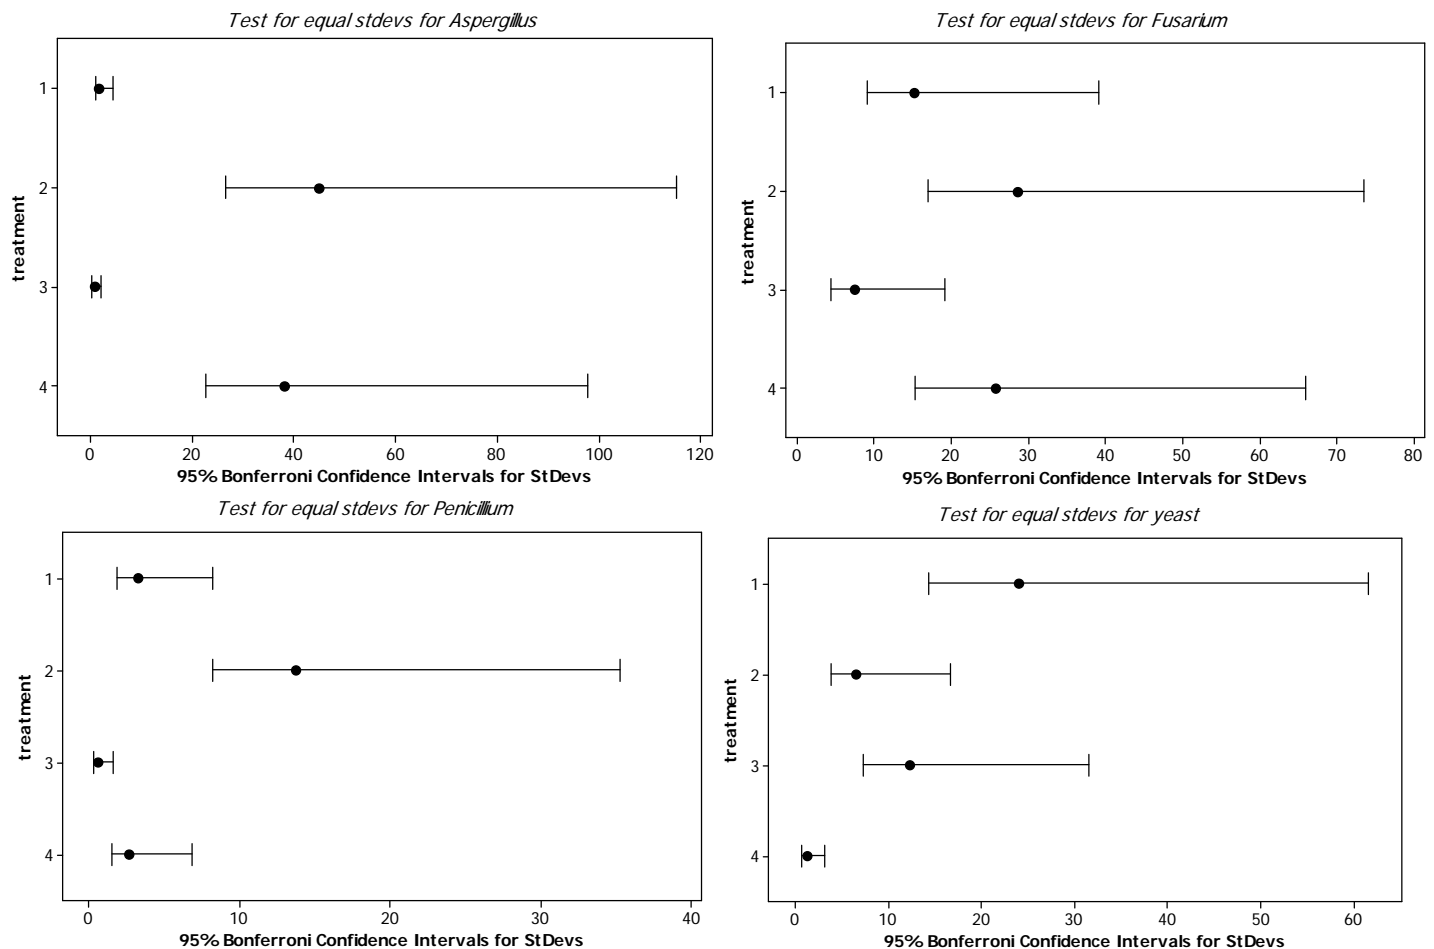 Test for equal stdevs for Aspergillus
treatment
1
2
3
4
0 20 40 60 80 100 120
95% Bonferroni Confidence Intervals for StDevs
Test for equal stdevs for Fusarium
treatment
1
2
3
4
0 10 20 30 40 50 60 70 80
95% Bonferroni Confidence Intervals for StDevs
Test for equal stdevs for Penicillium
treatment
1
2
3
4
0 10 20 30 40
95% Bonferroni Confidence Intervals for StDevs
Test for equal stdevs for yeast
treatment
1
2
3
4
0 10 20 30 40 50 60
95% Bonferroni Confidence Intervals for StDevs